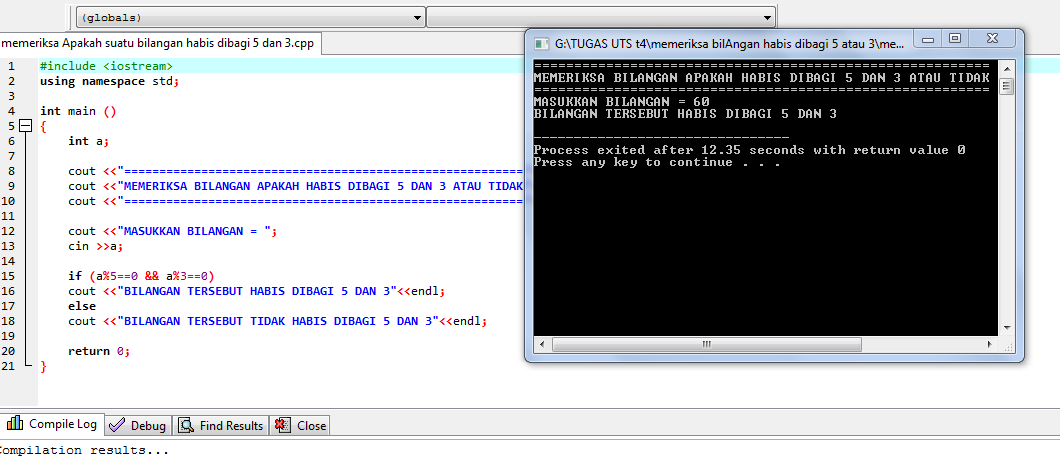 (globals)
memeriksa Apakah suatu bilangan habis dibagi 5 dan 3.cpp
1 #include <iostream>
2 using namespace std;
3
4 int main ()
5 {
6 int a;
7
8 cout <<"===========================================================
9 cout <<"MEMERIKSA BILANGAN APAKAH HABIS DIBAGI 5 DAN 3 ATAU TIDAK
10 cout <<"===========================================================
11
12 cout <<"MASUKKAN BILANGAN = ";
13 cin >>a;
14
15 if (a%5==0 && a%3==0)
16 cout <<"BILANGAN TERSEBUT HABIS DIBAGI 5 DAN 3"<<endl;
17 else
18 cout <<"BILANGAN TERSEBUT TIDAK HABIS DIBAGI 5 DAN 3"<<endl;
19
20 return 0;
21 }
G:\TUGAS UTS t4\memeriksa bilAngan habis dibagi 5 atau 3\me...
=========================================================
MEMERIKSA BILANGAN APAKAH HABIS DIBAGI 5 DAN 3 ATAU TIDAK
=========================================================
MASUKKAN BILANGAN = 60
BILANGAN TERSEBUT HABIS DIBAGI 5 DAN 3
--------------------------------
Process exited after 12.35 seconds with return value 0
Press any key to continue . . .
Compile Log Debug Find Results Close
Compilation results...